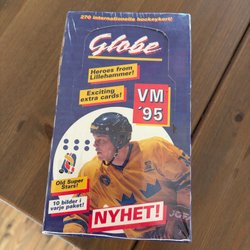 270 internationella hockeykort!
Globe
Heroes from
Lillehammer!
Exciting
extra cards!
VM
'95
Old Super
Stars!
10 bilder i
varje paket!
NYHET!